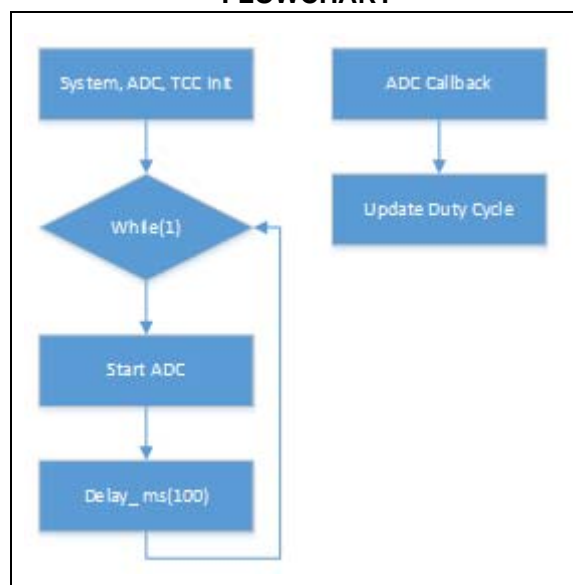 FLOWCHART
System, ADC, TCC Init
While(1)
Start ADC
Delay_ms(100)
ADC Callback
Update Duty Cycle